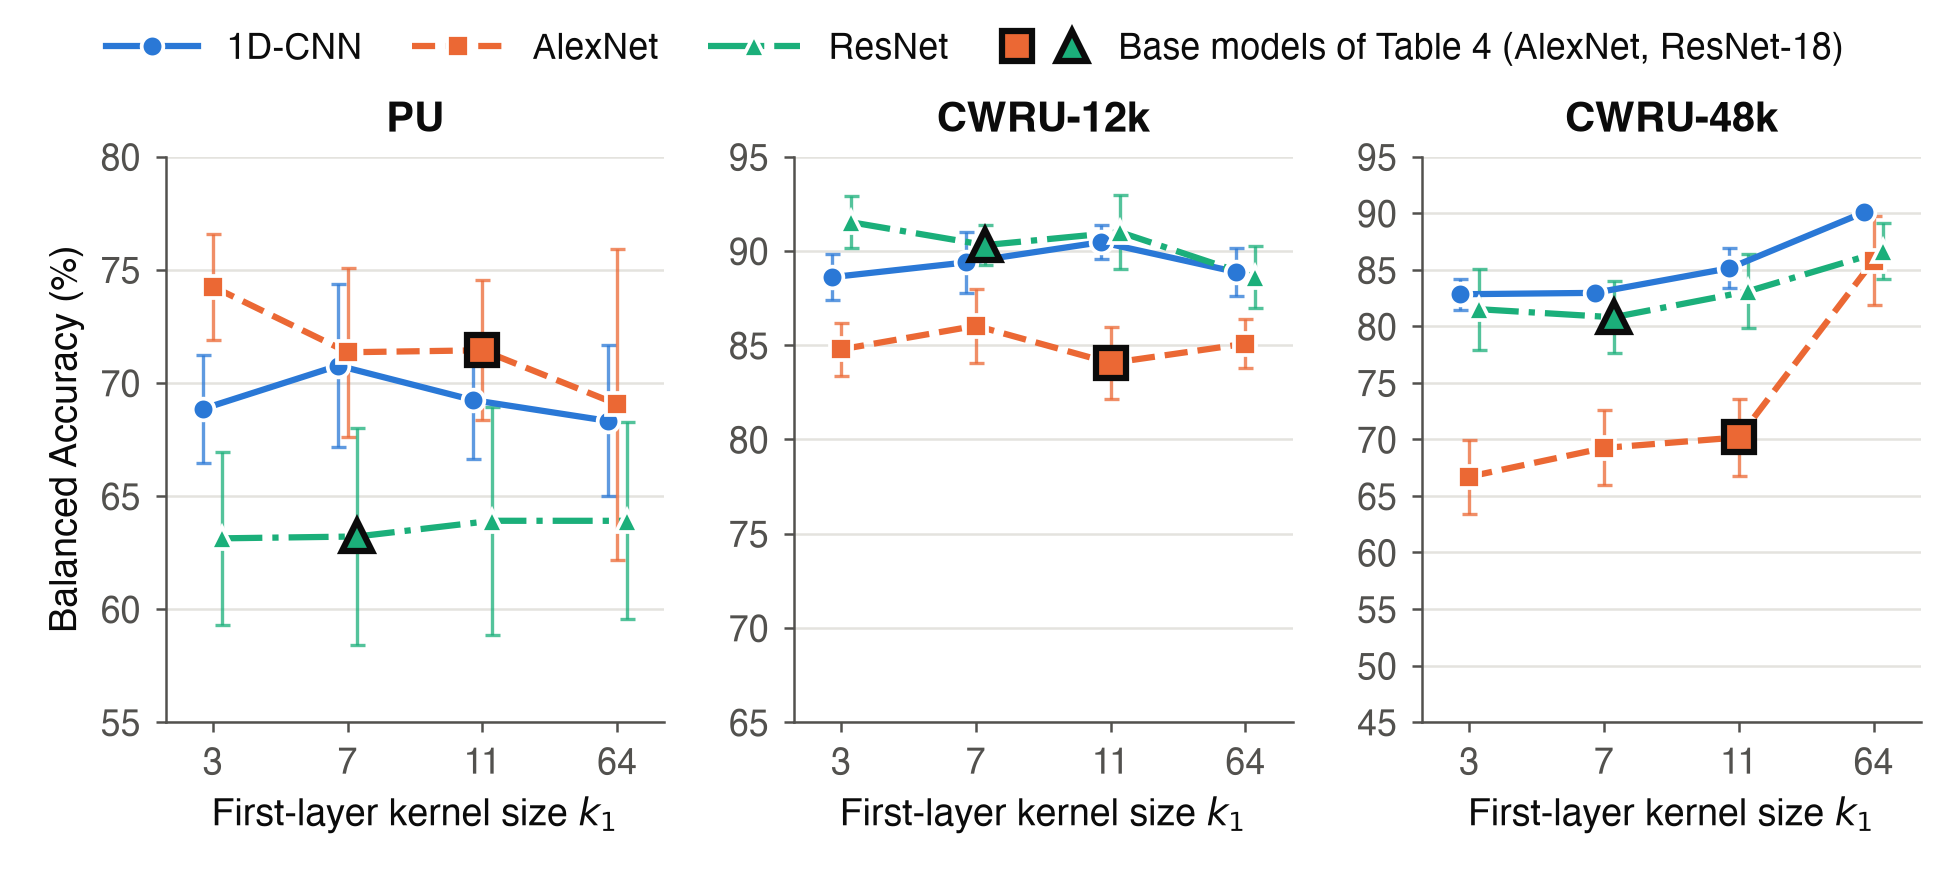 1D-CNN AlexNet ResNet Base models of Table 4 (AlexNet, ResNet-18)
PU
Balanced Accuracy (%)
80
75
70
65
60
55
3 7 11 64
First-layer kernel size k₁
CWRU-12k
95
90
85
80
75
70
65
3 7 11 64
First-layer kernel size k₁
CWRU-48k
95
90
85
80
75
70
65
60
55
50
45
3 7 11 64
First-layer kernel size k₁